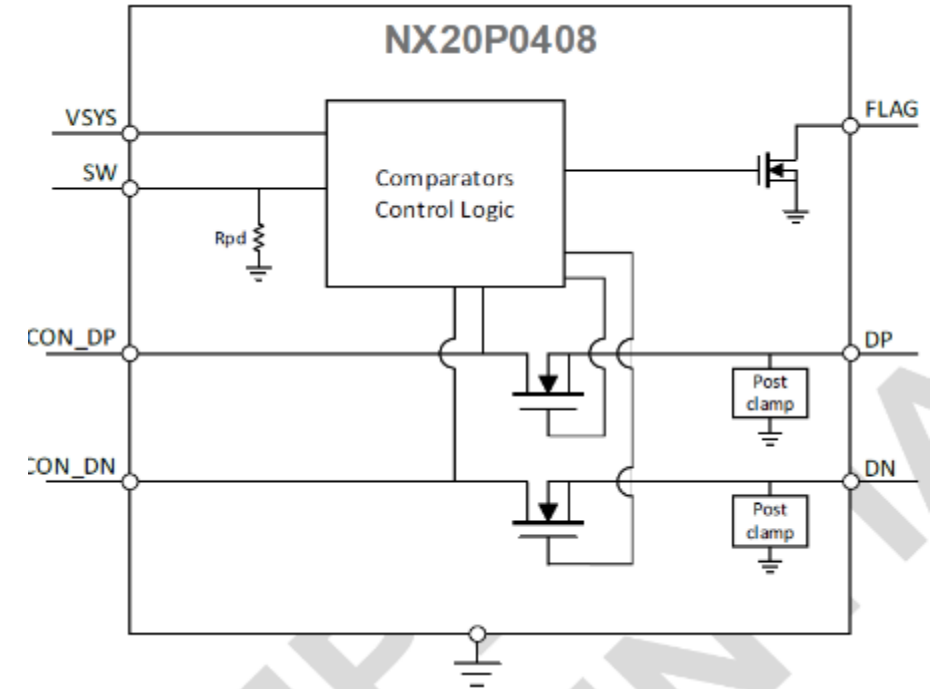 NX20P0408
VSYS
FLAG
SW
Comparators
Control Logic
Rpd
CON_DP
DP
Post
clamp
CON_DN
DN
Post
clamp